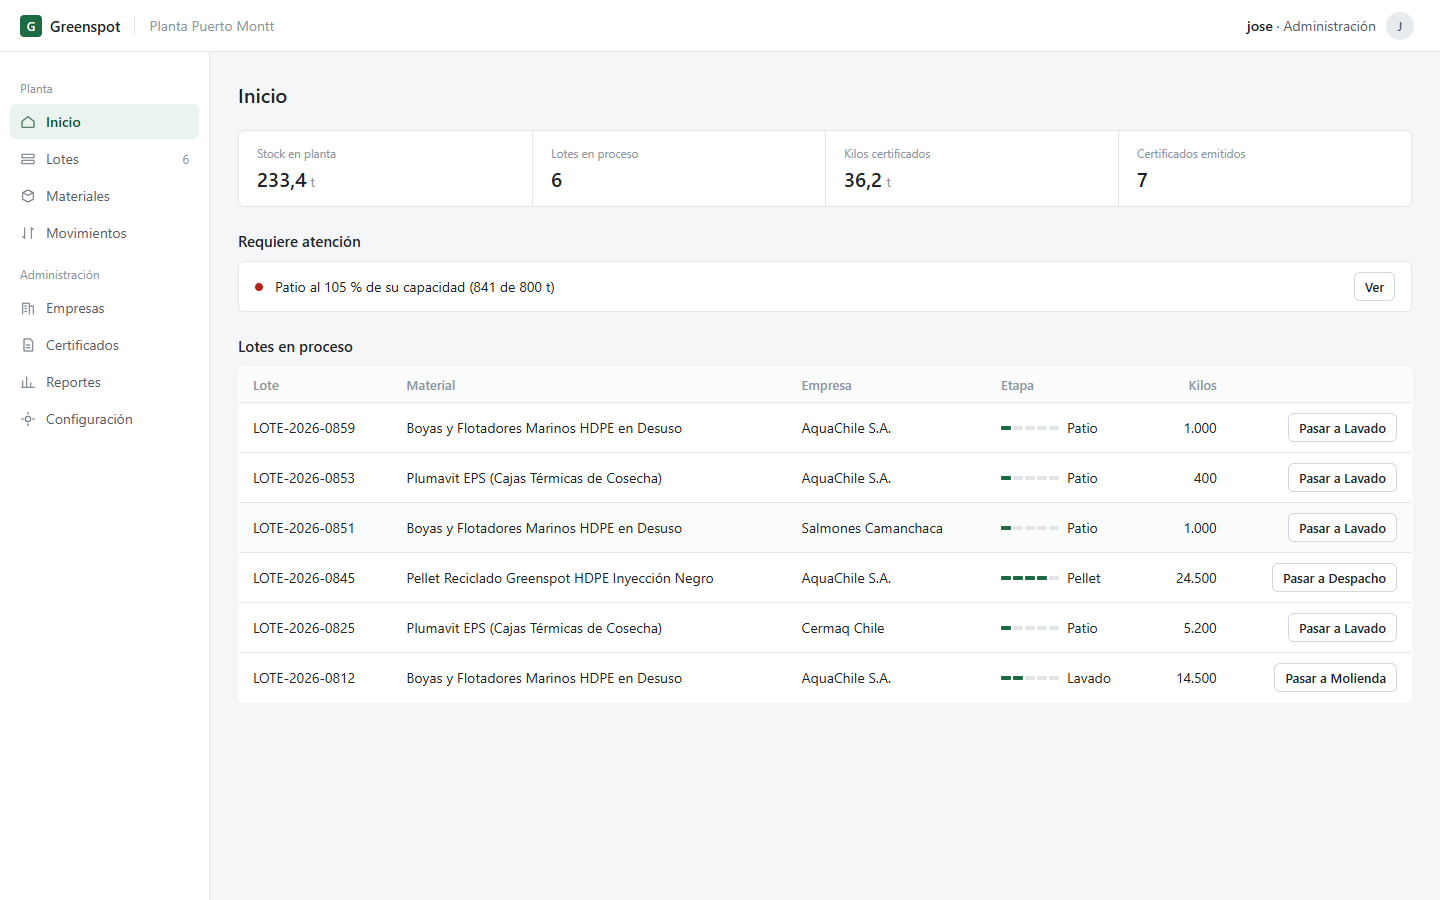 G Greenspot Planta Puerto Montt jose · Administración J
Planta
Inicio
Lotes 6
Materiales
Movimientos
Administración
Empresas
Certificados
Reportes
Configuración
Inicio
Stock en planta
233,4 t
Lotes en proceso
6
Kilos certificados
36,2 t
Certificados emitidos
7
Requiere atención
Patio al 105 % de su capacidad (841 de 800 t) Ver
Lotes en proceso
Lote Material Empresa Etapa Kilos
LOTE-2026-0859 Boyas y Flotadores Marinos HDPE en Desuso AquaChile S.A. Patio 1.000 Pasar a Lavado
LOTE-2026-0853 Plumavit EPS (Cajas Térmicas de Cosecha) AquaChile S.A. Patio 400 Pasar a Lavado
LOTE-2026-0851 Boyas y Flotadores Marinos HDPE en Desuso Salmones Camanchaca Patio 1.000 Pasar a Lavado
LOTE-2026-0845 Pellet Reciclado Greenspot HDPE Inyección Negro AquaChile S.A. Pellet 24.500 Pasar a Despacho
LOTE-2026-0825 Plumavit EPS (Cajas Térmicas de Cosecha) Cermaq Chile Patio 5.200 Pasar a Lavado
LOTE-2026-0812 Boyas y Flotadores Marinos HDPE en Desuso AquaChile S.A. Lavado 14.500 Pasar a Molienda